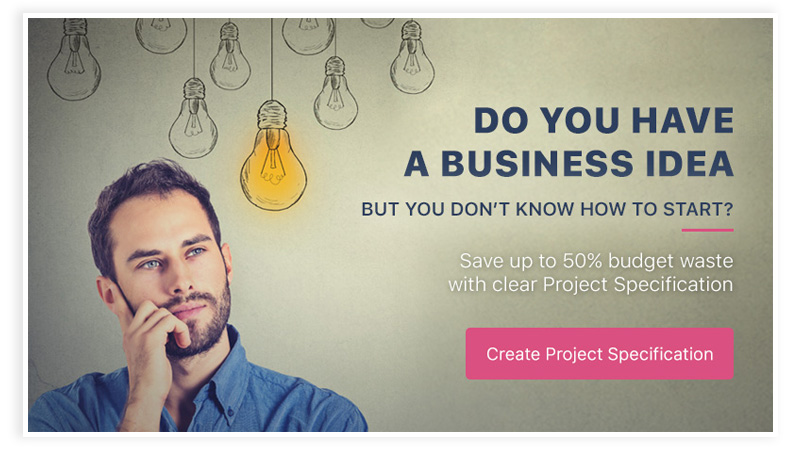 DO YOU HAVE
A BUSINESS IDEA
BUT YOU DON'T KNOW HOW TO START?
Save up to 50% budget waste
with clear Project Specification
Create Project Specification